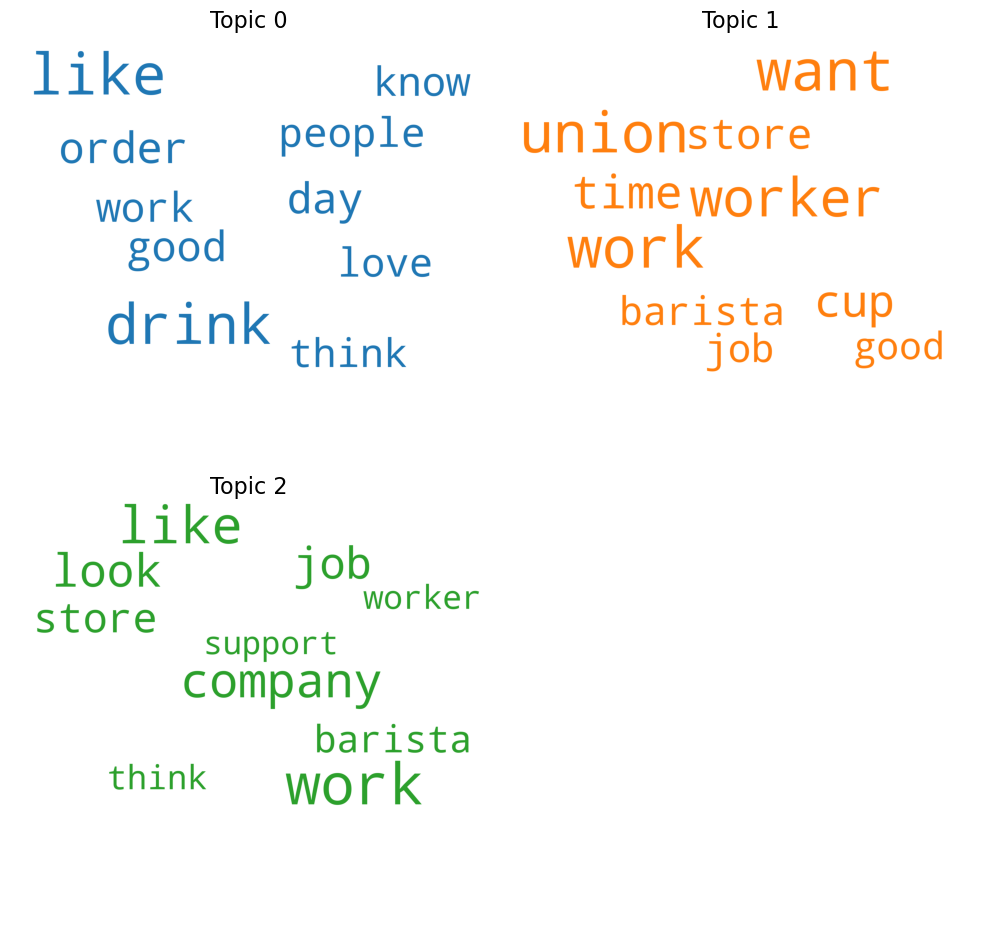 Topic 0
like
know
people
order
day
work
good
love
drink
think
Topic 1
want
union store
time worker
work
barista cup
job good
Topic 2
like
look job
worker
store
support
company
barista
think work